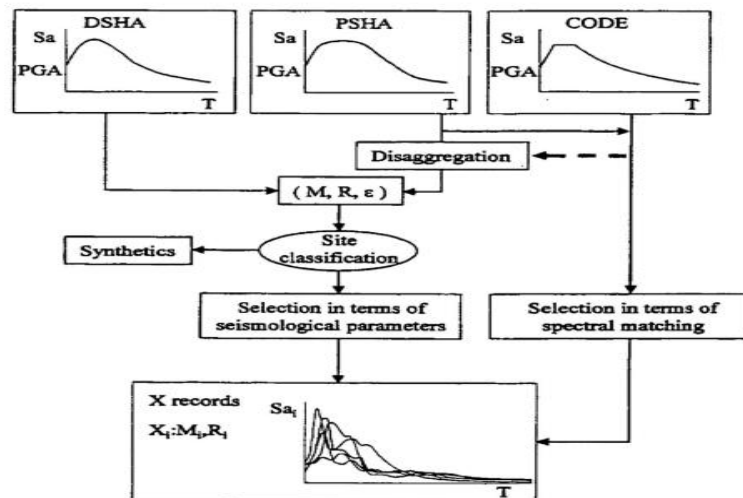 DSHA
Sa
PGA
T
PSHA
Sa
PGA
T
CODE
Sa
PGA
T
Disaggregation
( M, R, ε )
Site
classification
Synthetics
Selection in terms of
seismological parameters
Selection in terms of
spectral matching
X records
Xᵢ:Mᵢ,Rᵢ
Saᵢ
T